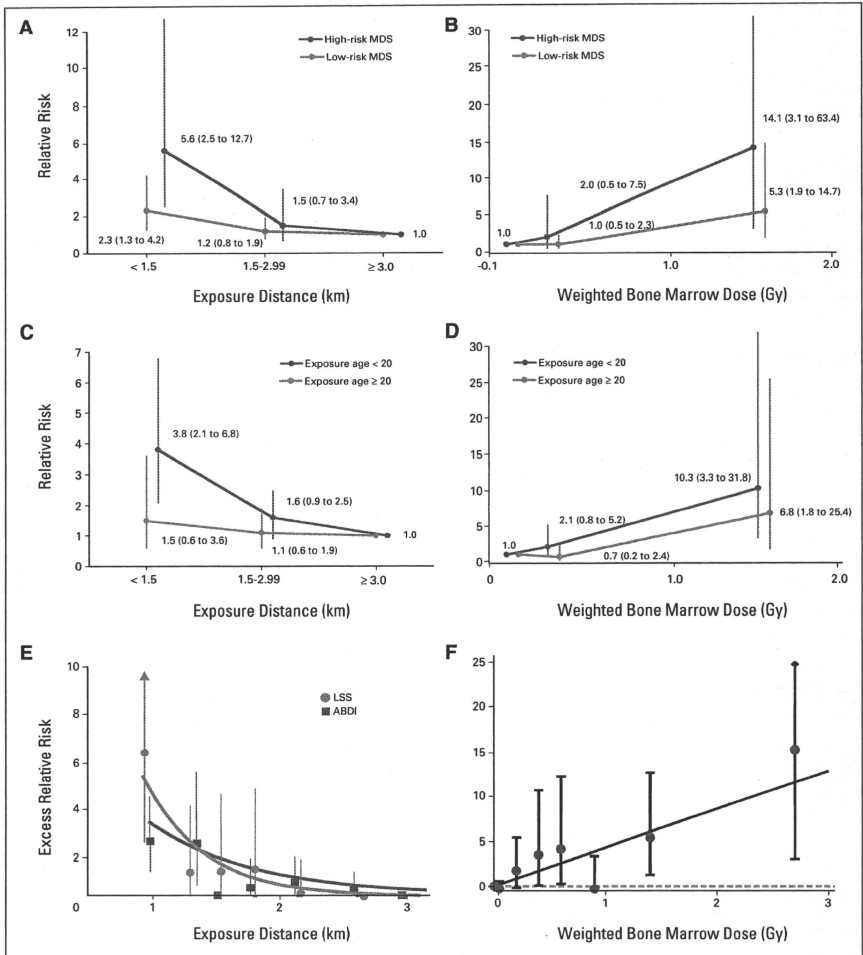 A
12
10
8
6
4
2
0
Relative Risk
High-risk MDS
Low-risk MDS
5.6 (2.5 to 12.7)
1.5 (0.7 to 3.4)
1.0
2.3 (1.3 to 4.2)
1.2 (0.8 to 1.9)
< 1.5
1.5-2.99
≥ 3.0
Exposure Distance (km)
B
30
25
20
15
10
5
0
High-risk MDS
Low-risk MDS
14.1 (3.1 to 63.4)
2.0 (0.5 to 7.5)
5.3 (1.9 to 14.7)
1.0
1.0 (0.5 to 2.3)
-0.1
1.0
2.0
Weighted Bone Marrow Dose (Gy)
C
7
6
5
4
3
2
1
0
Relative Risk
Exposure age < 20
Exposure age ≥ 20
3.8 (2.1 to 6.8)
1.6 (0.9 to 2.5)
1.0
1.5 (0.6 to 3.6)
1.1 (0.6 to 1.9)
< 1.5
1.5-2.99
≥ 3.0
Exposure Distance (km)
D
30
25
20
15
10
5
0
Exposure age < 20
Exposure age ≥ 20
10.3 (3.3 to 31.8)
2.1 (0.8 to 5.2)
6.8 (1.8 to 25.4)
1.0
0.7 (0.2 to 2.4)
0
1.0
2.0
Weighted Bone Marrow Dose (Gy)
E
10
8
6
4
2
0
Excess Relative Risk
LSS
ABDI
1
2
3
Exposure Distance (km)
F
25
20
15
10
5
0
0
1
2
3
Weighted Bone Marrow Dose (Gy)